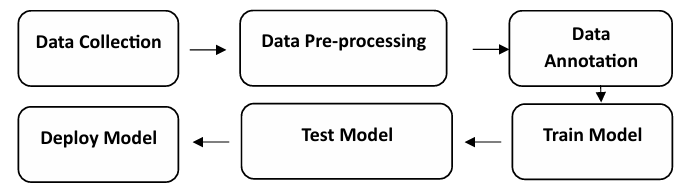 Data Collection
Data Pre-processing
Data
Annotation
Train Model
Test Model
Deploy Model